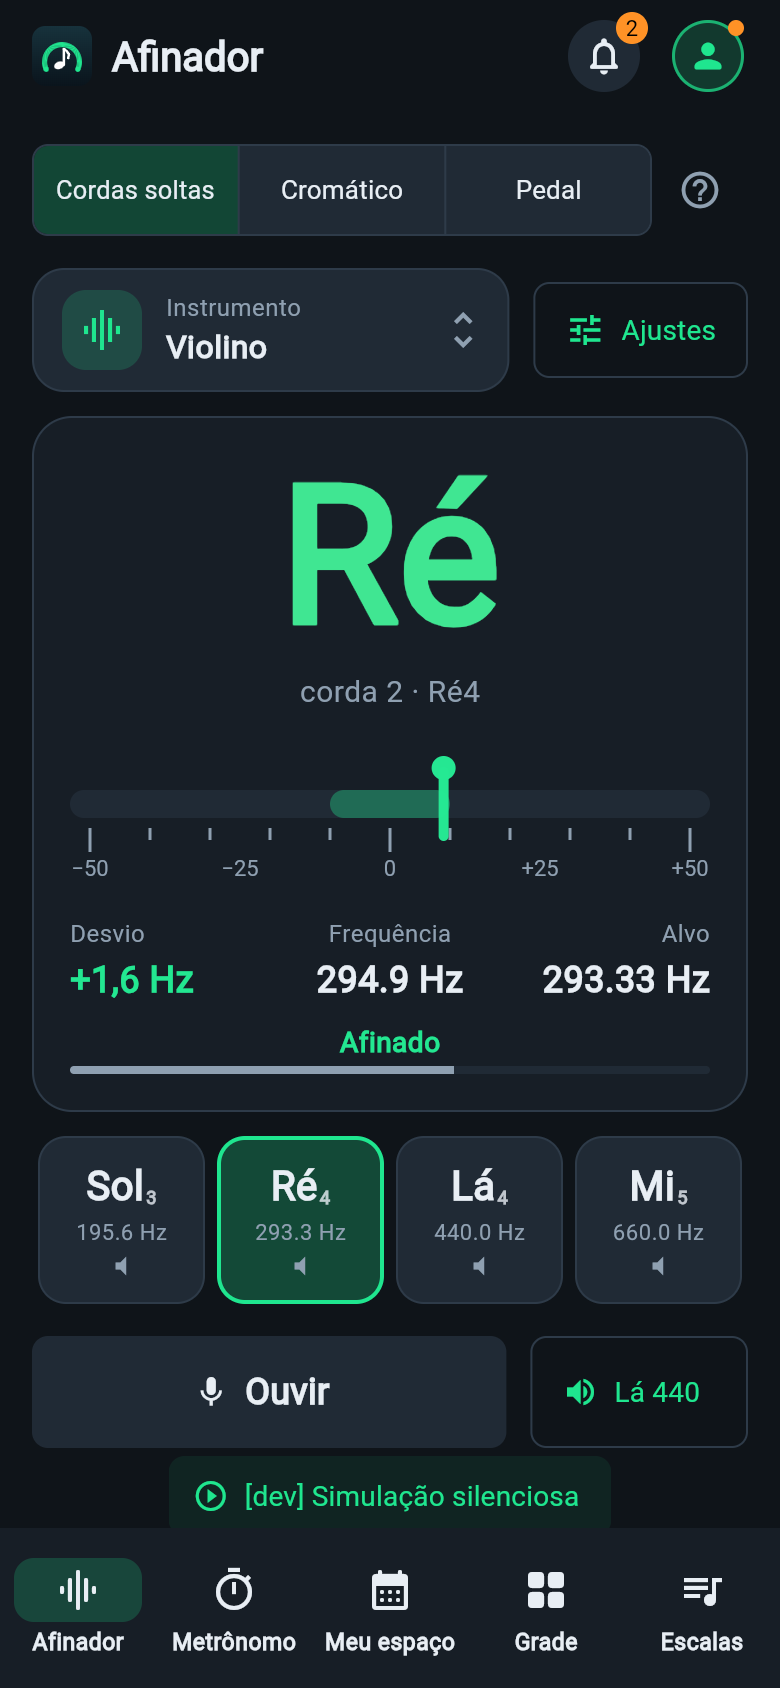 Afinador
2
Cordas soltas
Cromático
Pedal
Instrumento
Violino
Ajustes
Ré
corda 2 · Ré4
−50
−25
0
+25
+50
Desvio
Frequência
Alvo
+1,6 Hz
294.9 Hz
293.33 Hz
Afinado
Sol3
Ré4
Lá4
Mi5
195.6 Hz
293.3 Hz
440.0 Hz
660.0 Hz
Ouvir
Lá 440
[dev] Simulação silenciosa
Afinador
Metrônomo
Meu espaço
Grade
Escalas